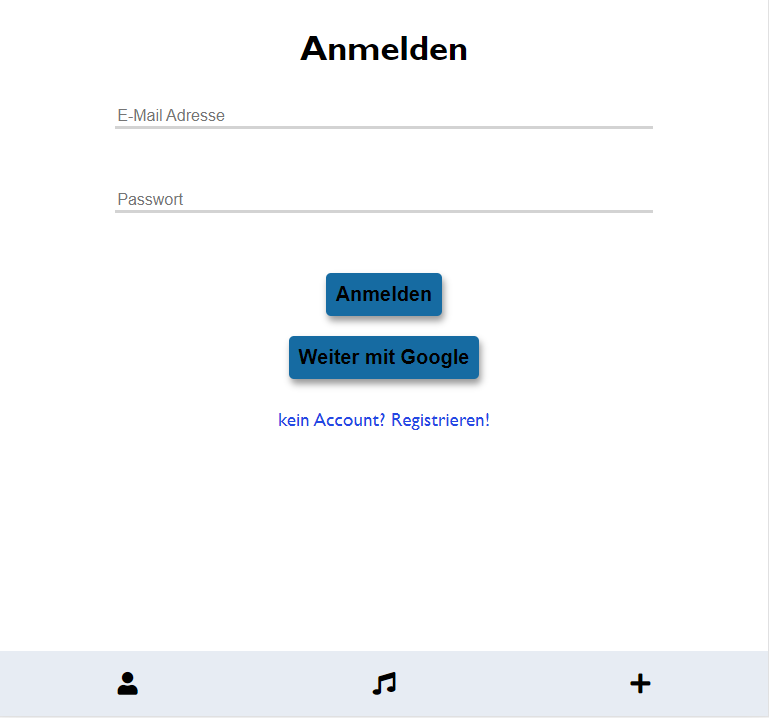 Anmelden
E-Mail Adresse
Passwort
Anmelden
Weiter mit Google
kein Account? Registrieren!